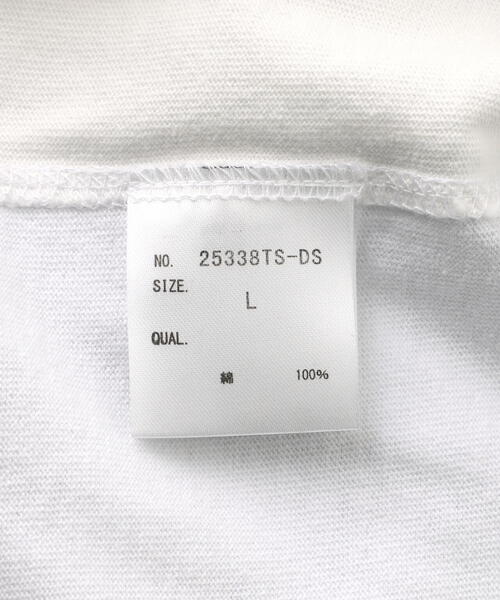 NO. 25338TS-DS
SIZE.
L
QUAL.
綿 100%